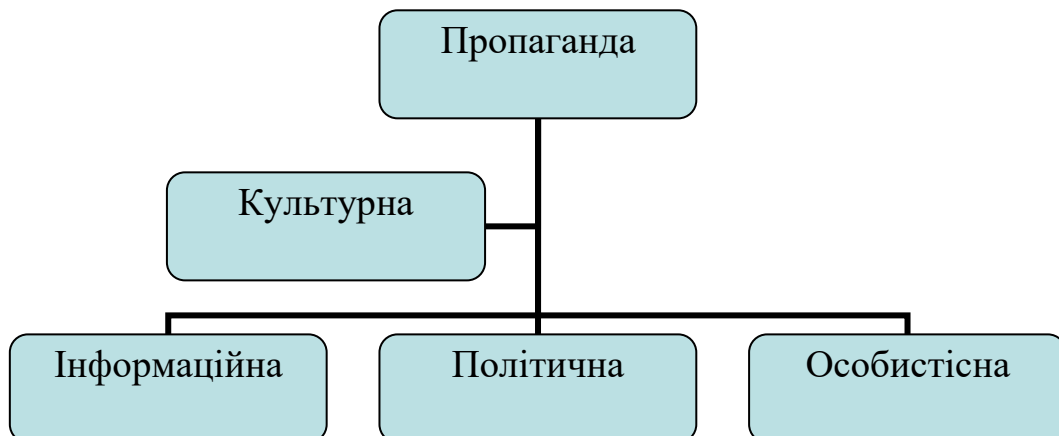 Пропаганда
Культурна
Інформаційна
Політична
Особистісна